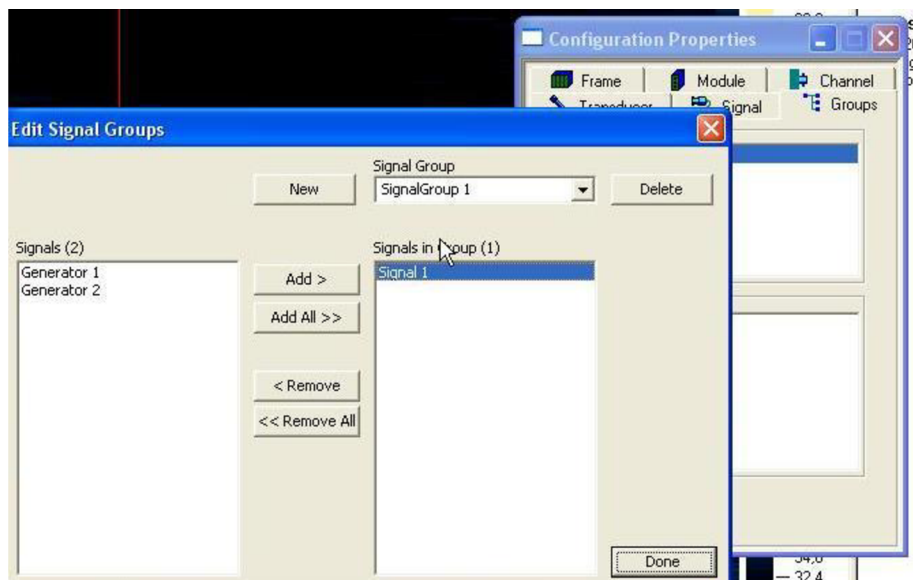 Configuration Properties
Frame
Module
Channel
Transducer
Signal
Groups
Edit Signal Groups
Signal Group
New
SignalGroup 1
Delete
Signals (2)
Signals in Group (1)
Generator 1
Generator 2
Add >
Signal 1
Add All >>
< Remove
<< Remove All
Done
32,4